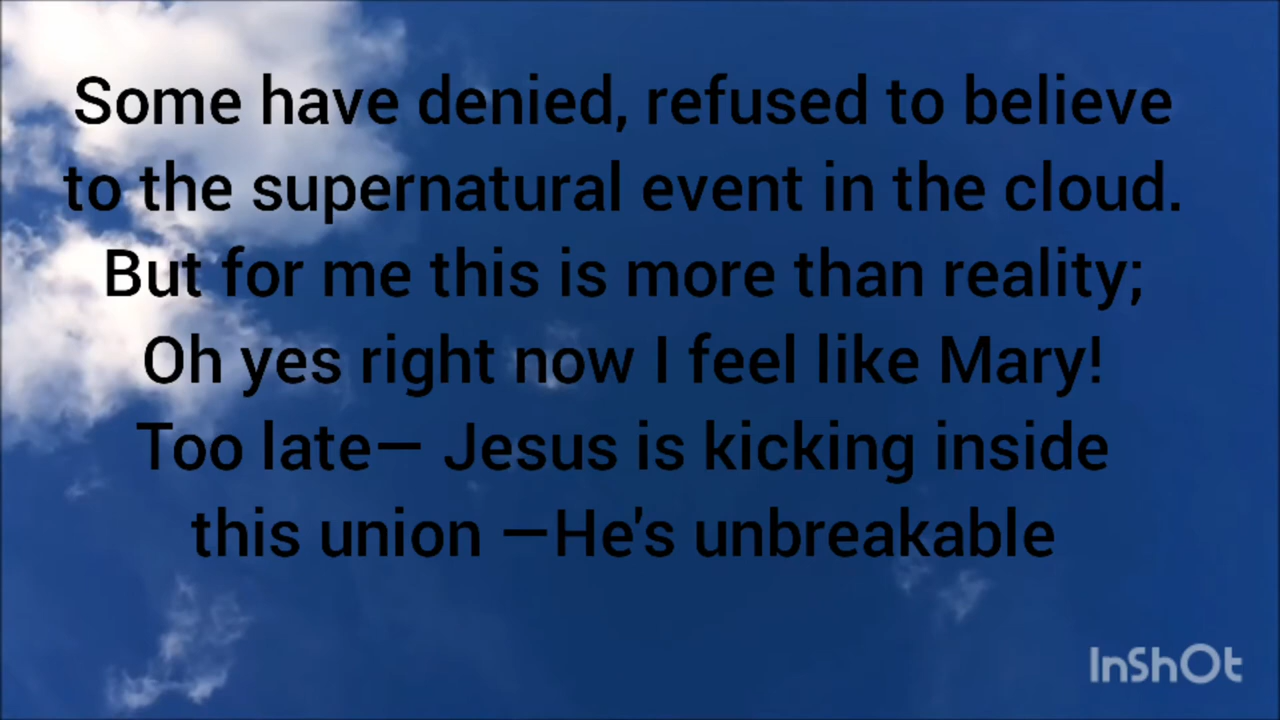 Some have denied, refused to believe
to the supernatural event in the cloud.
But for me this is more than reality;
Oh yes right now I feel like Mary!
Too late— Jesus is kicking inside
this union —He's unbreakable
InShOt